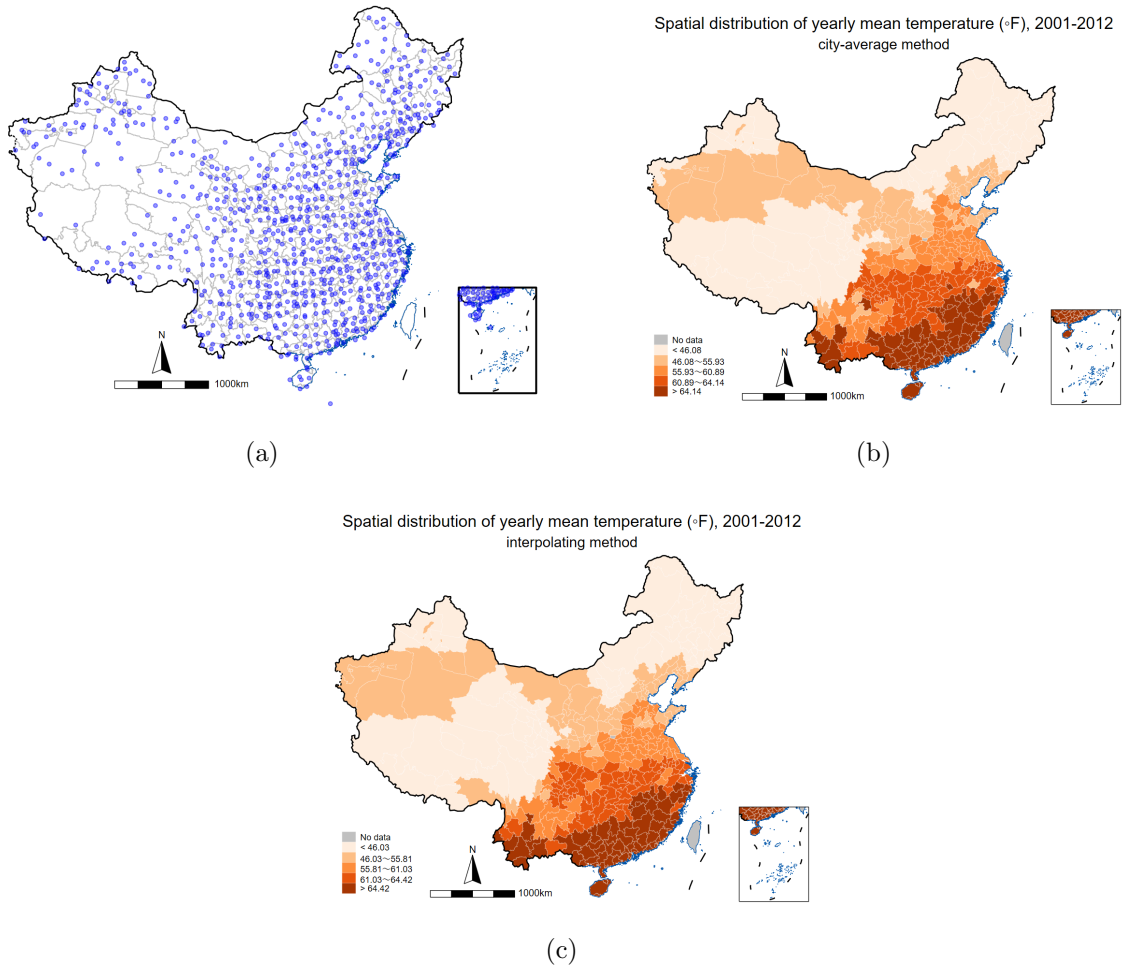 N
1000km
(a)
Spatial distribution of yearly mean temperature (◦F), 2001-2012
city-average method
No data
< 46.08
46.08～55.93
55.93～60.89
60.89～64.14
> 64.14
N
1000km
(b)
Spatial distribution of yearly mean temperature (◦F), 2001-2012
interpolating method
No data
< 46.03
46.03～55.81
55.81～61.03
61.03～64.42
> 64.42
N
1000km
(c)